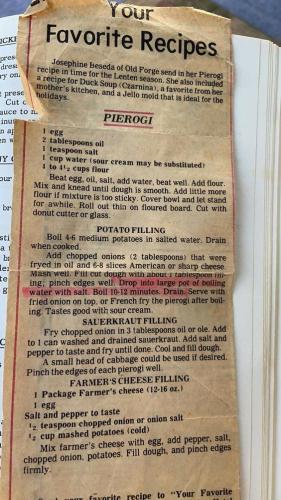 Your
Favorite Recipes
Josephine Beseda of Old Forge send in her Pierogi
recipe in time for the Lenten season. She also included
a recipe for Duck Soup (Czarnina), a favorite from her
mother's kitchen, and a Jello mold that is ideal for the
holidays.
PIEROGI
1 egg
2 tablespoons oil
1 teaspoon salt
1 cup water (sour cream may be substituted)
to 4½ cups flour
Beat egg, oil, salt, add water, beat well. Add flour.
Mix and knead until dough is smooth. Add little more
flour if mixture is too sticky. Cover bowl and let stand
for awhile. Roll out thin on floured board. Cut with
donut cutter or glass.
POTATO FILLING
Boil 4-6 medium potatoes in salted water. Drain
when cooked.
Add chopped onions (2 tablespoons) that were
fryed in oil and 6-8 slices American or sharp cheese.
Mash well. Fill cut dough with about 1 tablespoon fill-
ing; pinch edges well. Drop into large pot of boiling
water with salt. Boil 10-12 minutes. Drain. Serve with
fried onion on top, or French fry the pierogi after boil-
ing. Tastes good with sour cream.
SAUERKRAUT FILLING
Fry chopped onion in 3 tablespoons oil or oleo. Add
to 1 can washed and drained sauerkraut. Add salt and
pepper to taste and fry until done. Cool and fill dough.
A small head of cabbage could be used if desired.
Pinch the edges of each pierogi well.
FARMER'S CHEESE FILLING
1 Package Farmer's cheese (12-16 oz.)
1 egg
Salt and pepper to taste
½ teaspoon chopped onion or onion salt
½ cup mashed potatoes (cold)
Mix farmer's cheese with egg, add pepper, salt,
chopped onion, potatoes. Fill dough, and pinch edges
firmly.
your favorite recipe to "Your Favorite